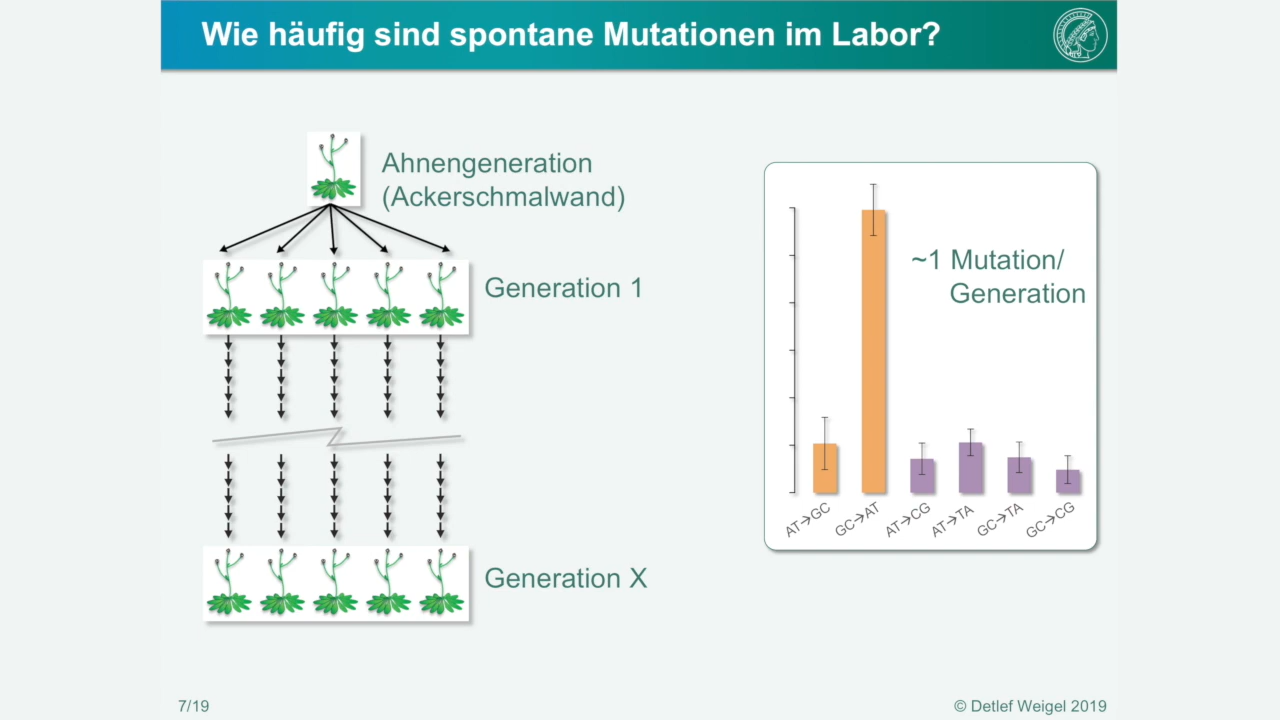 Wie häufig sind spontane Mutationen im Labor?
Ahnengeneration
(Ackerschmalwand)
Generation 1
Generation X
~1 Mutation/
Generation
AT→GC
GC→AT
AT→CG
AT→TA
GC→TA
GC→CG
7/19
© Detlef Weigel 2019